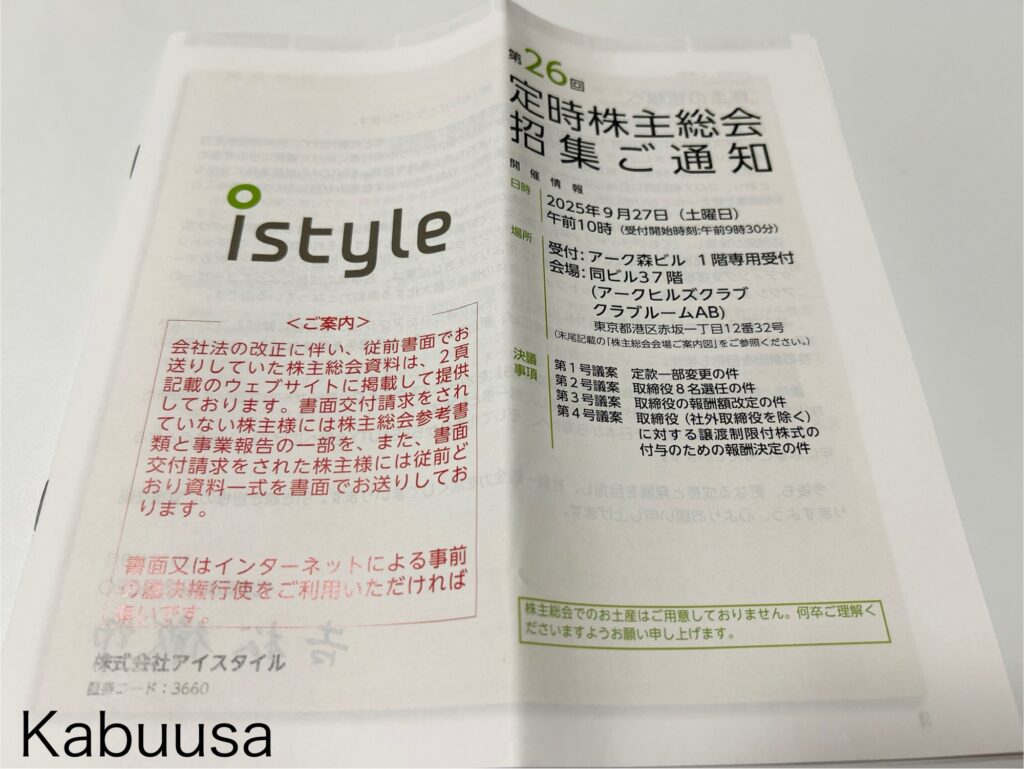 istyle
<ご案内>
会社法の改正に伴い、従前書面でお
送りしていた株主総会資料は、2頁
記載のウェブサイトに掲載して提供
しております。書面交付請求をされ
ていない株主様には株主総会参考書
類と事業報告の一部を、また、書面
交付請求をされた株主様には従前ど
おり資料一式を書面でお送りしてお
ります。
書面又はインターネットによる事前
の議決権行使をご利用いただければ
幸いです。
株式会社アイスタイル
証券コード:3660
第26回
定時株主総会
招集ご通知
開催情報
日時
2025年9月27日(土曜日)
午前10時(受付開始時刻:午前9時30分)
場所
受付:アーク森ビル 1階専用受付
会場:同ビル37階
(アークヒルズクラブ
クラブルームAB)
東京都港区赤坂一丁目12番32号
(末尾記載の「株主総会会場ご案内図」をご参照ください。)
決議
事項
第1号議案 定款一部変更の件
第2号議案 取締役8名選任の件
第3号議案 取締役の報酬額改定の件
第4号議案 取締役(社外取締役を除く)
に対する譲渡制限付株式の
付与のための報酬決定の件
株主総会でのお土産はご用意しておりません。何卒ご理解く
ださいますようお願い申し上げます。
Kabuusa